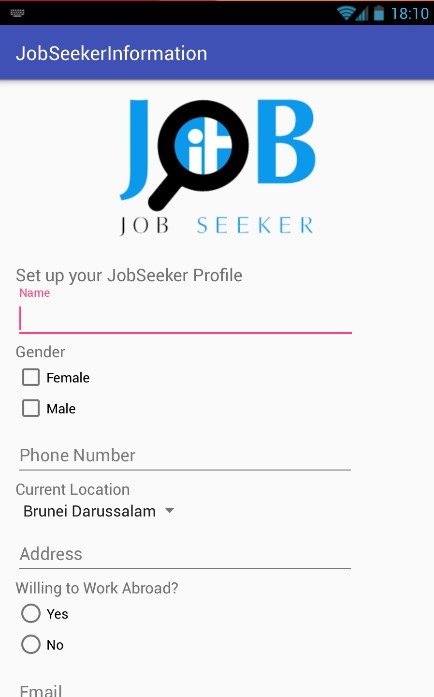 18:10
JobSeekerInformation
JOB
it
JOB SEEKER
Set up your JobSeeker Profile
Name
Gender
Female
Male
Phone Number
Current Location
Brunei Darussalam
Address
Willing to Work Abroad?
Yes
No
Email